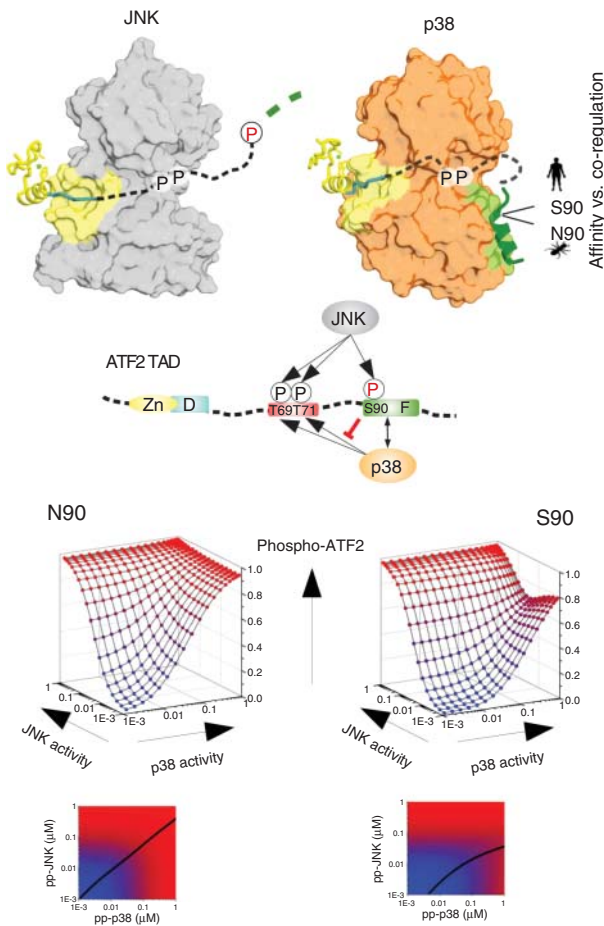 JNK
p38
P
P P
P P
S90
N90
Affinity vs. co-regulation
JNK
ATF2 TAD
P P
P
Zn D
T69T71
S90 F
p38
N90
S90
Phospho-ATF2
1.0
0.8
0.6
0.4
0.2
0.0
1
0.1
0.01
1E-3
1E-3
0.01
0.1
1
JNK activity
p38 activity
1.0
0.8
0.6
0.4
0.2
0.0
1
0.1
0.01
1E-3
1E-3
0.01
0.1
1
JNK activity
p38 activity
pp-JNK (μM)
1
0.1
0.01
1E-3
1E-3
0.01
0.1
1
pp-p38 (μM)
pp-JNK (μM)
1
0.1
0.01
1E-3
1E-3
0.01
0.1
1
pp-p38 (μM)